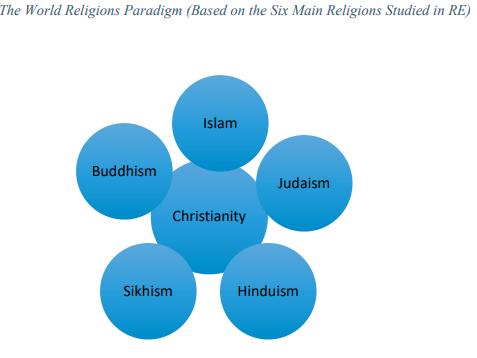 The World Religions Paradigm (Based on the Six Main Religions Studied in RE)
Islam
Buddhism
Judaism
Christianity
Sikhism
Hinduism